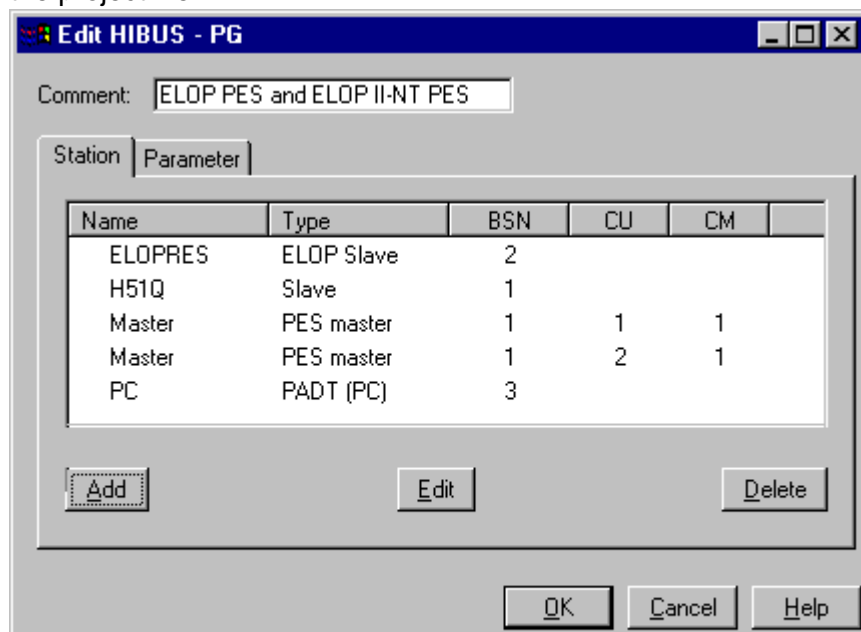 Edit HIBUS - PG
Comment: ELOP PES and ELOP II-NT PES
Station Parameter
Name Type BSN CU CM
ELOPRES ELOP Slave 2
H51Q Slave 1
Master PES master 1 1 1
Master PES master 1 2 1
PC PADT (PC) 3
Add Edit Delete
OK Cancel Help